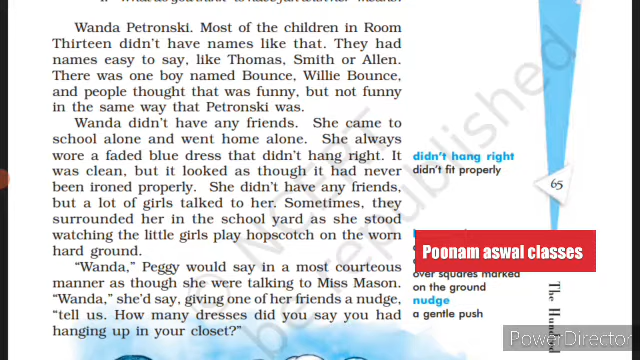 Wanda Petronski. Most of the children in Room
Thirteen didn't have names like that. They had
names easy to say, like Thomas, Smith or Allen.
There was one boy named Bounce, Willie Bounce,
and people thought that was funny, but not funny
in the same way that Petronski was.
Wanda didn't have any friends. She came to
school alone and went home alone. She always
wore a faded blue dress that didn't hang right. It
was clean, but it looked as though it had never
been ironed properly. She didn't have any friends,
but a lot of girls talked to her. Sometimes, they
surrounded her in the school yard as she stood
watching the little girls play hopscotch on the worn
hard ground.
"Wanda," Peggy would say in a most courteous
manner as though she were talking to Miss Mason.
"Wanda," she'd say, giving one of her friends a nudge,
"tell us. How many dresses did you say you had
hanging up in your closet?"
didn't hang right
didn't fit properly
65
Poonam aswal classes
over squares marked
on the ground
nudge
a gentle push
The Hundred
© NCERT
be republished
PowerDirector